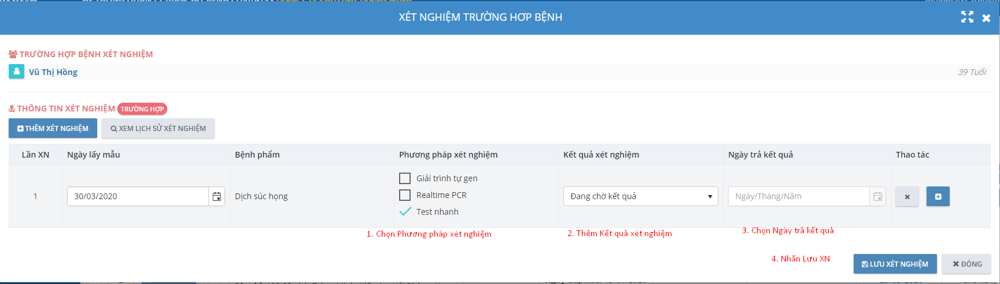 XÉT NGHIỆM TRƯỜNG HƠP BỆNH
TRƯỜNG HỢP BỆNH XÉT NGHIỆM
Vũ Thị Hồng
39 Tuổi
THÔNG TIN XÉT NGHIỆM TRƯỜNG HỢP
THÊM XÉT NGHIỆM XEM LỊCH SỬ XÉT NGHIỆM
Lần XN Ngày lấy mẫu Bệnh phẩm Phương pháp xét nghiệm Kết quả xét nghiệm Ngày trả kết quả Thao tác
Giải trình tự gen
1 30/03/2020 Dịch súc họng Realtime PCR Đang chờ kết quả Ngày/Tháng/Năm
Test nhanh
1. Chọn Phương pháp xét nghiệm 2. Thêm Kết quả xét nghiệm 3. Chọn Ngày trả kết quả
4. Nhấn Lưu XN LƯU XÉT NGHIỆM ĐÓNG